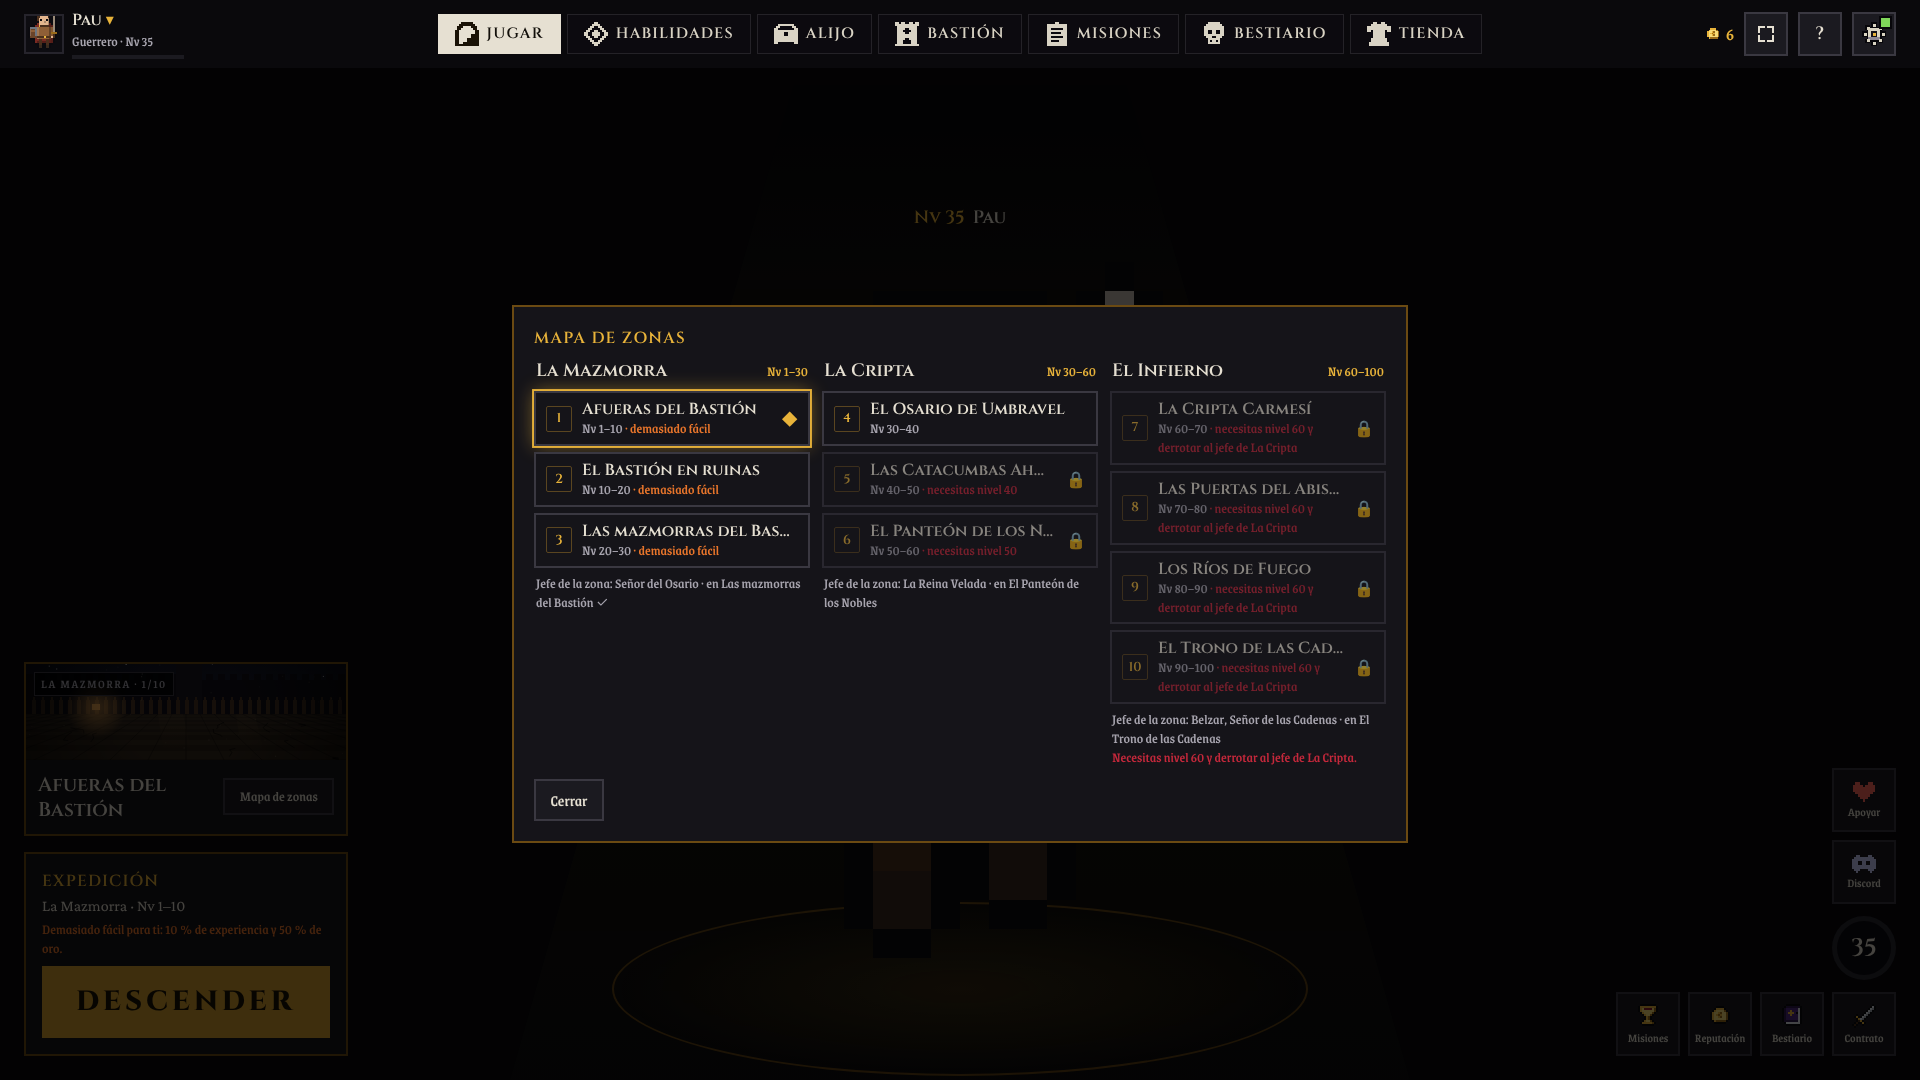 Pau ▾
Guerrero · Nv 35
JUGAR
HABILIDADES
ALIJO
BASTIÓN
MISIONES
BESTIARIO
TIENDA
6
?
Nv 35 Pau
MAPA DE ZONAS
La Mazmorra
Nv 1–30
1
Afueras del Bastión
Nv 1–10 · demasiado fácil
2
El Bastión en ruinas
Nv 10–20 · demasiado fácil
3
Las mazmorras del Bas...
Nv 20–30 · demasiado fácil
Jefe de la zona: Señor del Osario · en Las mazmorras
del Bastión ✓
La Cripta
Nv 30–60
4
El Osario de Umbravel
Nv 30–40
5
Las Catacumbas Ah...
Nv 40–50 · necesitas nivel 40
6
El Panteón de los N...
Nv 50–60 · necesitas nivel 50
Jefe de la zona: La Reina Velada · en El Panteón de
los Nobles
El Infierno
Nv 60–100
7
La Cripta Carmesí
Nv 60–70 · necesitas nivel 60 y
derrotar al jefe de La Cripta
8
Las Puertas del Abis...
Nv 70–80 · necesitas nivel 60 y
derrotar al jefe de La Cripta
9
Los Ríos de Fuego
Nv 80–90 · necesitas nivel 60 y
derrotar al jefe de La Cripta
10
El Trono de las Cad...
Nv 90–100 · necesitas nivel 60 y
derrotar al jefe de La Cripta
Jefe de la zona: Belzar, Señor de las Cadenas · en El
Trono de las Cadenas
Necesitas nivel 60 y derrotar al jefe de La Cripta.
Cerrar
LA MAZMORRA · 1/10
Afueras del
Bastión
Mapa de zonas
EXPEDICIÓN
La Mazmorra · Nv 1–10
Demasiado fácil para ti: 10 % de experiencia y 50 % de
oro.
DESCENDER
Apoyar
Discord
35
Misiones
Reputación
Bestiario
Contrato